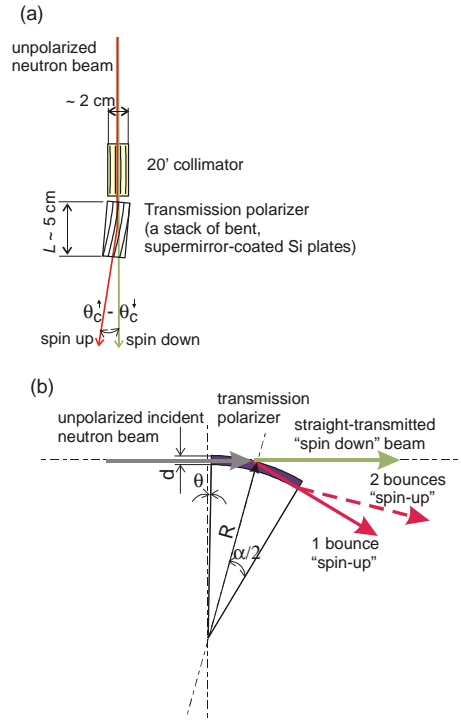 (a)
unpolarized
neutron beam
~ 2 cm
20' collimator
L ~ 5 cm
Transmission polarizer
(a stack of bent,
supermirror-coated Si plates)
θc↑ - θc↓
spin up
spin down
(b)
transmission
polarizer
unpolarized incident
neutron beam
straight-transmitted
“spin down” beam
d
θ
R
α/2
2 bounces
“spin-up”
1 bounce
“spin-up”